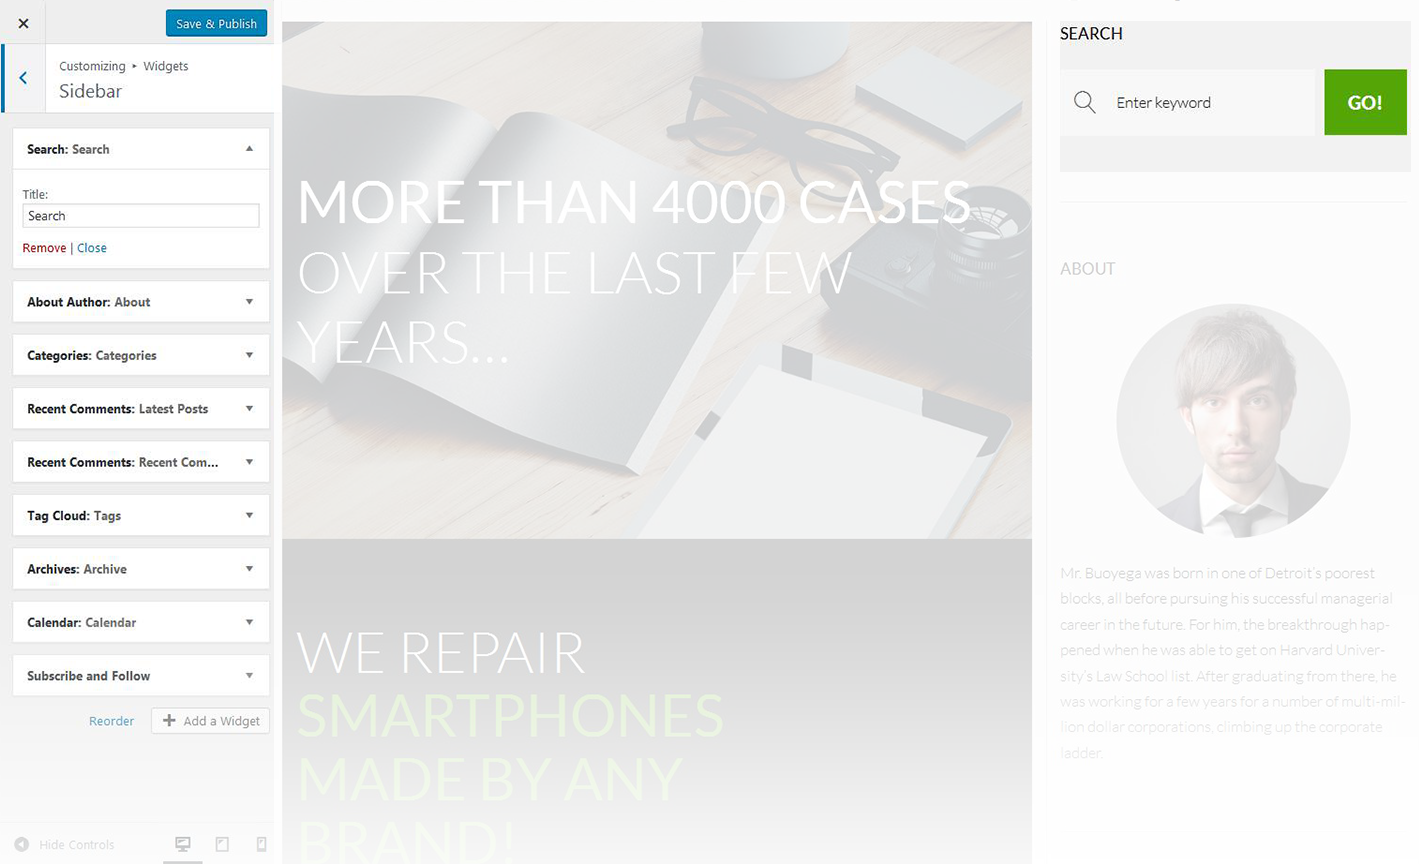 Save & Publish
Customizing ▸ Widgets
Sidebar
Search: Search
Title:
Search
Remove | Close
About Author: About
Categories: Categories
Recent Comments: Latest Posts
Recent Comments: Recent Com...
Tag Cloud: Tags
Archives: Archive
Calendar: Calendar
Subscribe and Follow
Reorder
Add a Widget
Hide Controls
MORE THAN 4000 CASES
OVER THE LAST FEW
YEARS...
WE REPAIR
SMARTPHONES
MADE BY ANY
BRAND!
SEARCH
Enter keyword
GO!
ABOUT
Mr. Buoyega was born in one of Detroit's poorest
blocks, all before pursuing his successful managerial
career in the future. For him, the breakthrough hap-
pened when he was able to get on Harvard Univer-
sity's Law School list. After graduating from there, he
was working for a few years for a number of multi-mil-
lion dollar corporations, climbing up the corporate
ladder.